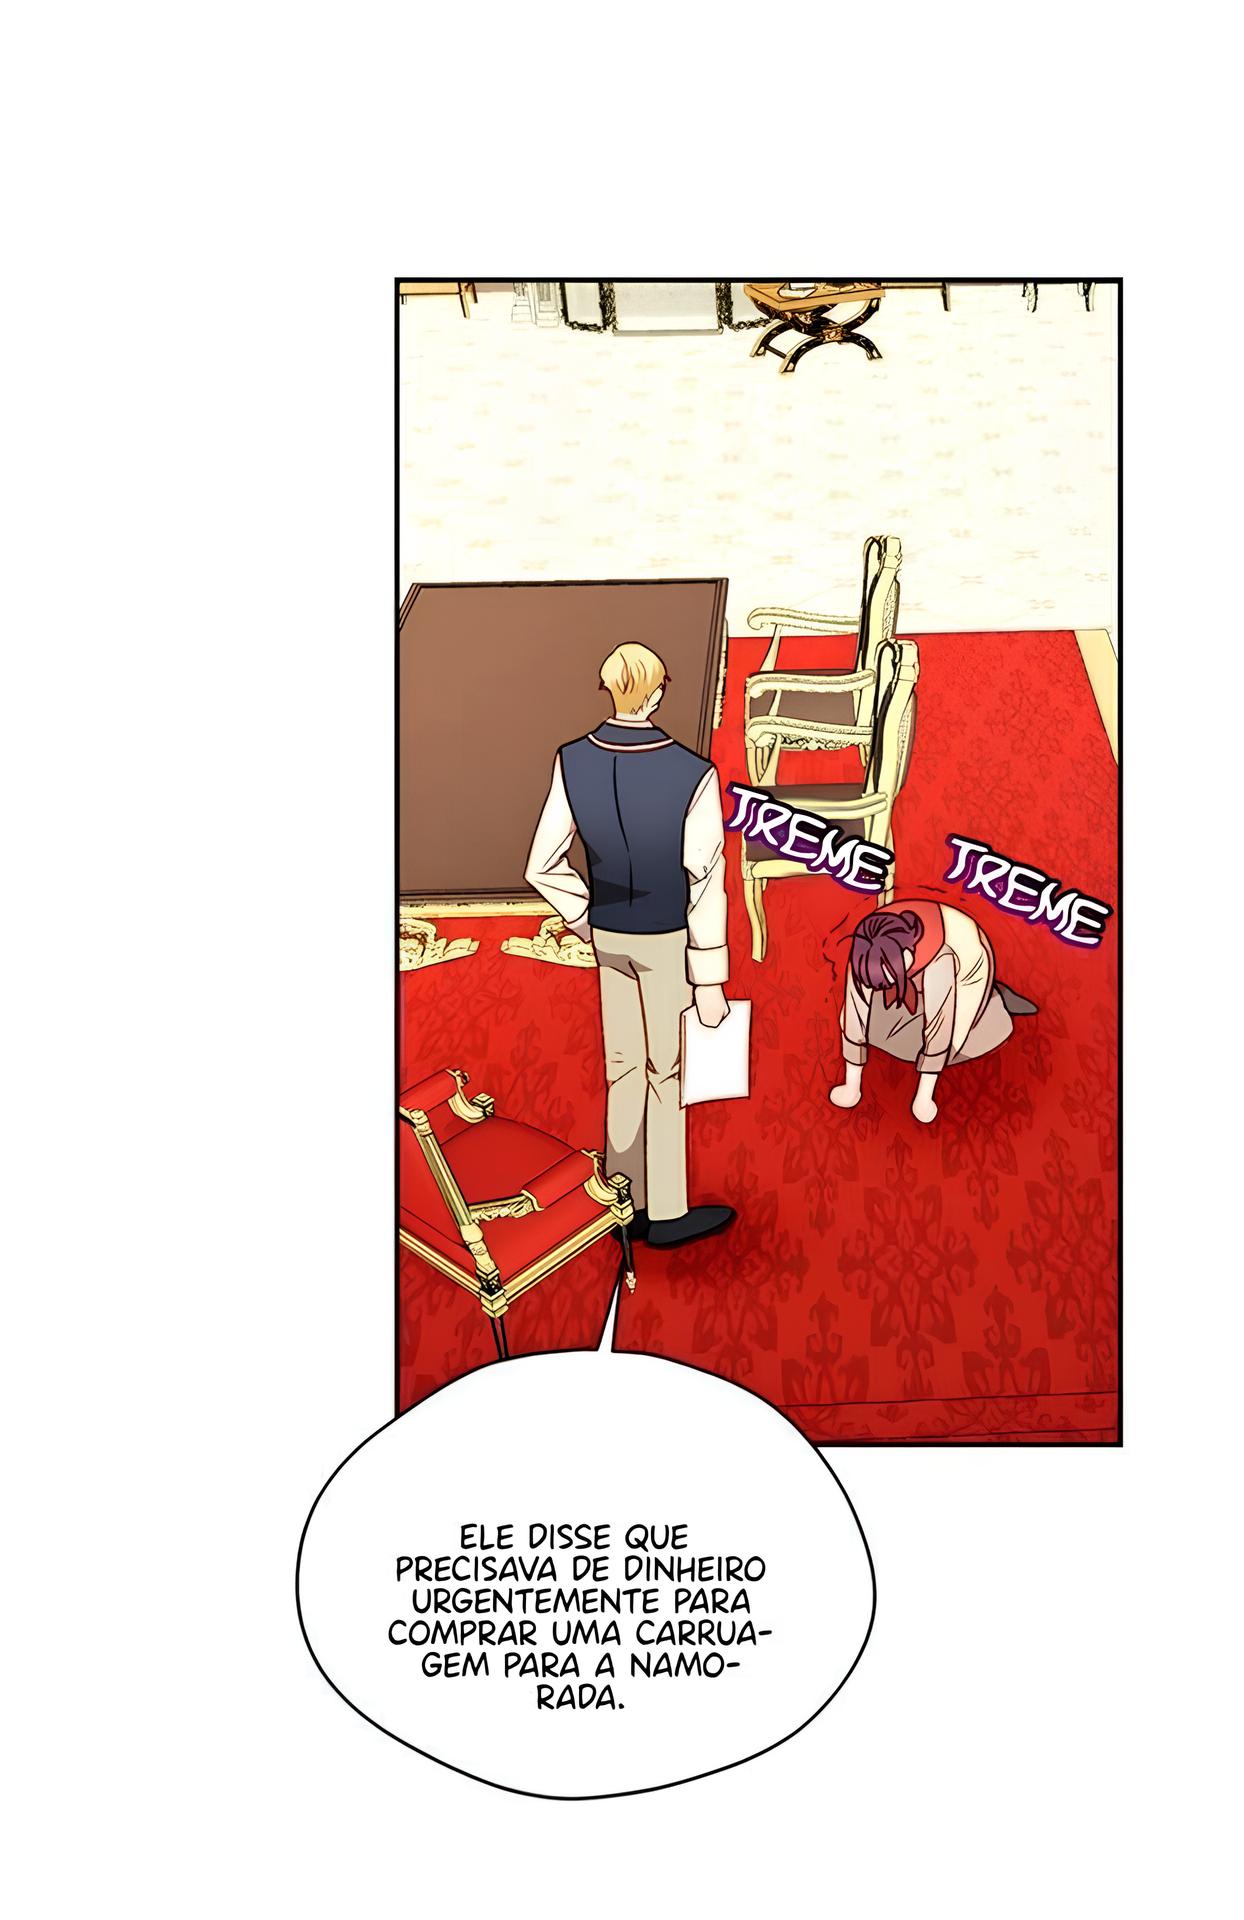 TREME
TREME
ELE DISSE QUE
PRECISAVA DE DINHEIRO
URGENTEMENTE PARA
COMPRAR UMA CARRUA-
GEM PARA A NAMO-
RADA.